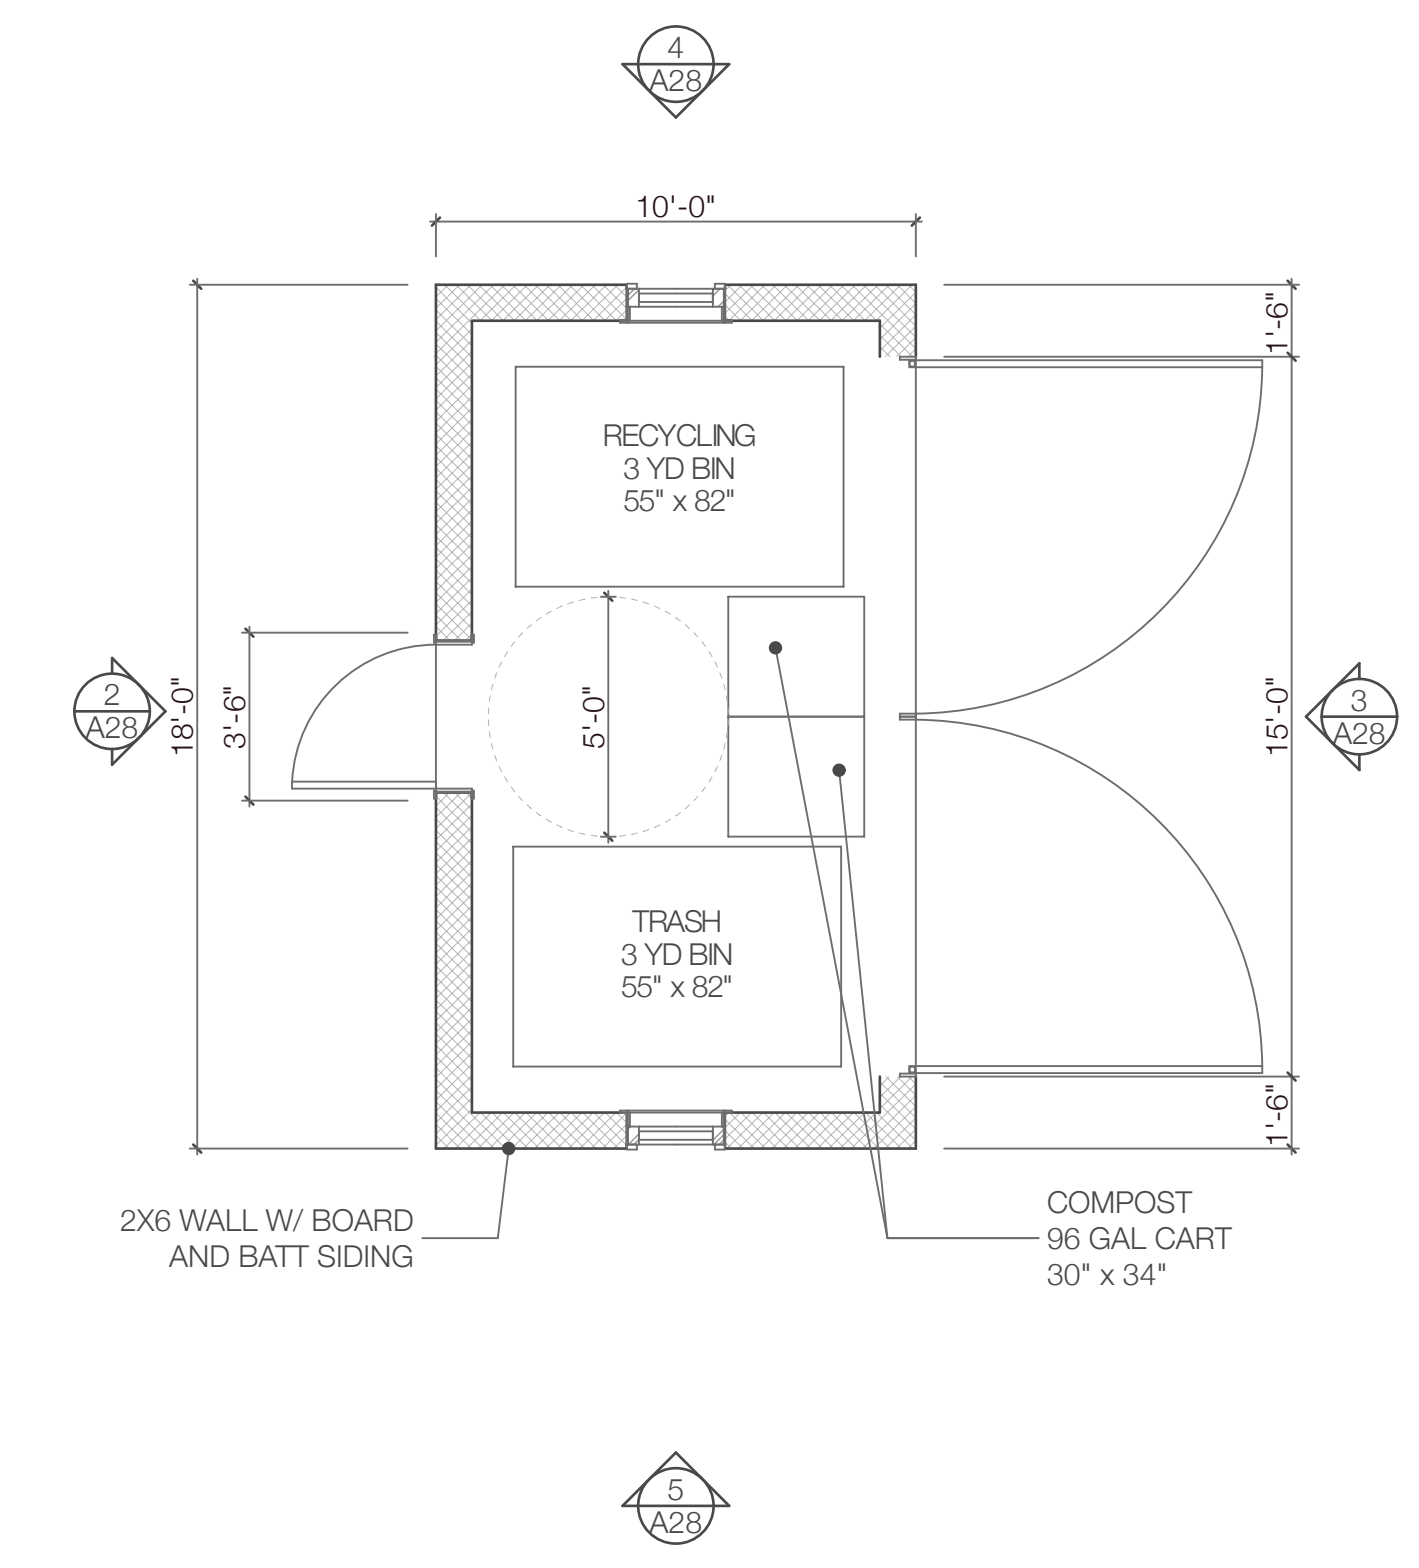 4
A28
10'-0"
1'-6"
RECYCLING
3 YD BIN
55" x 82"
2
A28
18'-0"
3'-6"
5'-0"
15'-0"
3
A28
TRASH
3 YD BIN
55" x 82"
1'-6"
2X6 WALL W/ BOARD
AND BATT SIDING
COMPOST
96 GAL CART
30" x 34"
5
A28